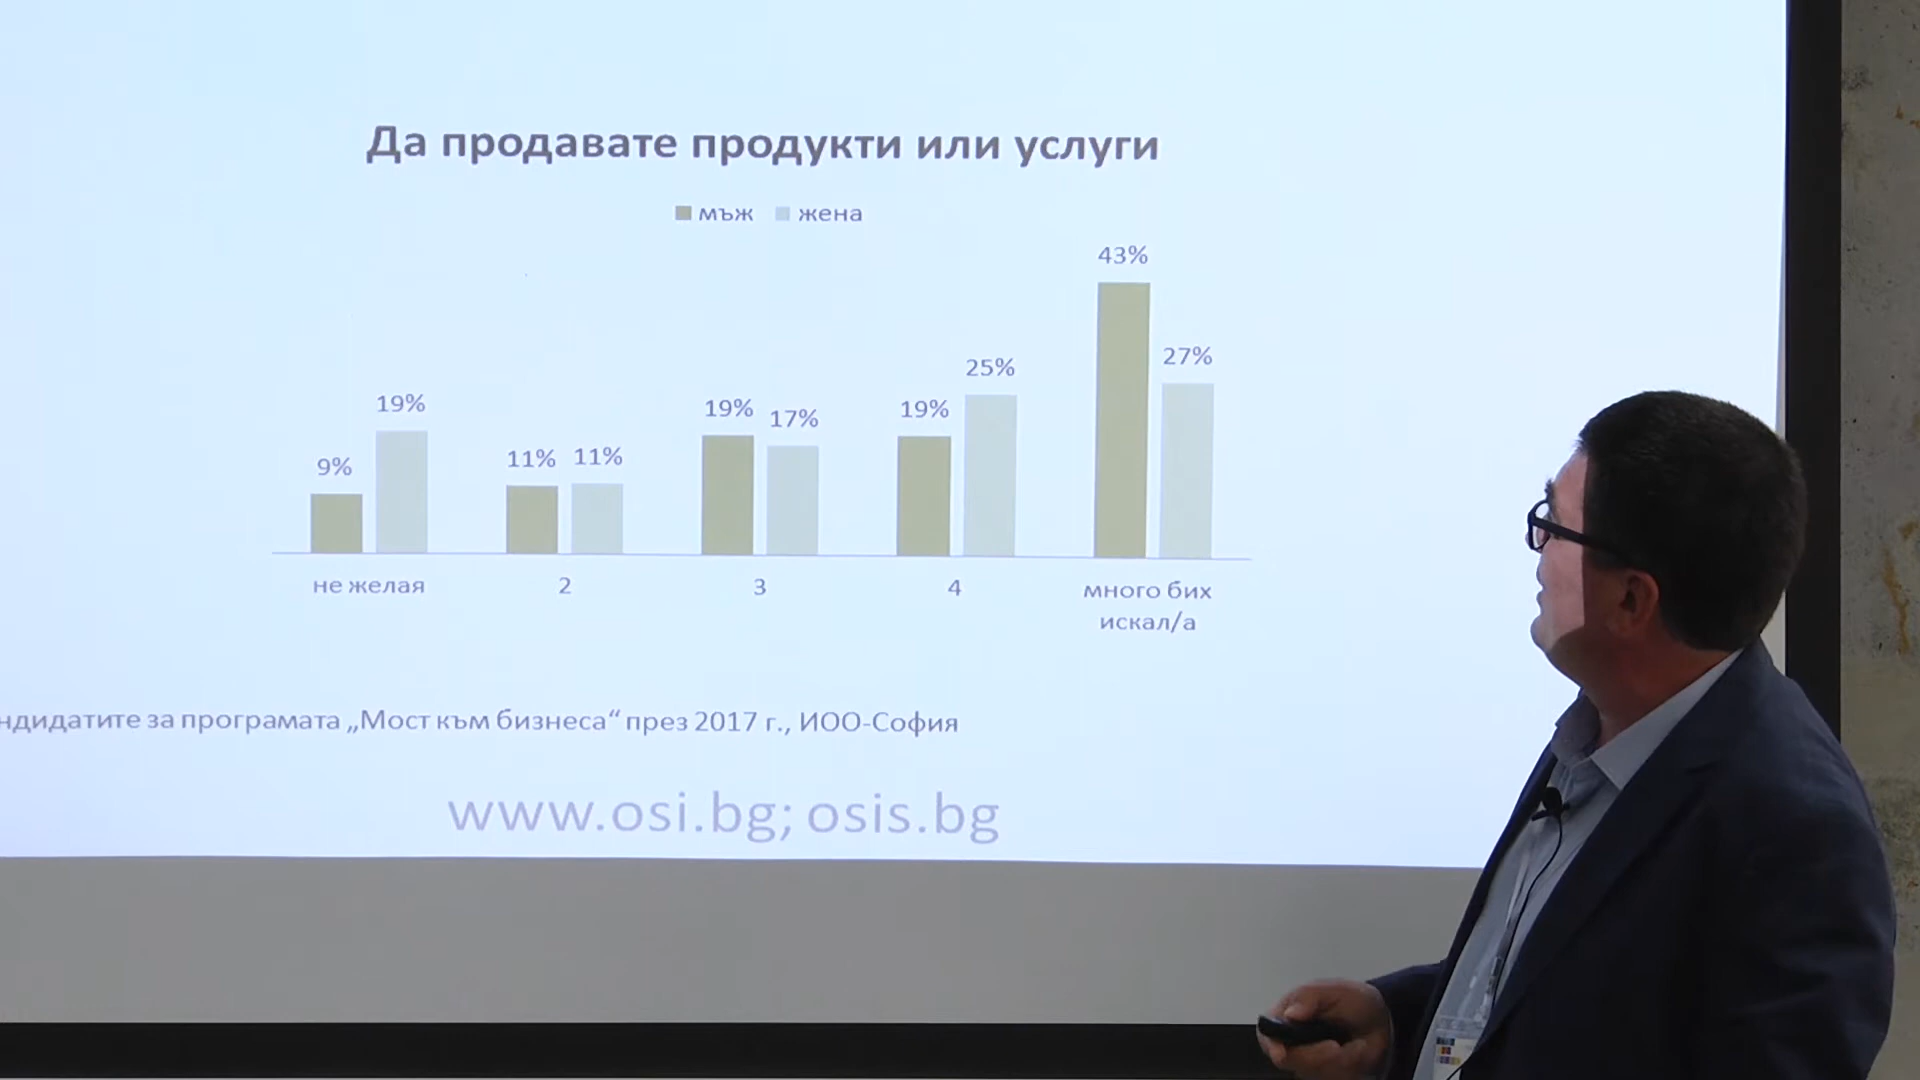 Да продавате продукти или услуги
мъж жена
43%
27%
25%
19%
19% 17%
19%
11% 11%
9%
не желая 2 3 4 много бих
искал/а
за програмата „Мост към бизнеса“ през 2017 г., ИОО-София
www.osi.bg; osis.bg